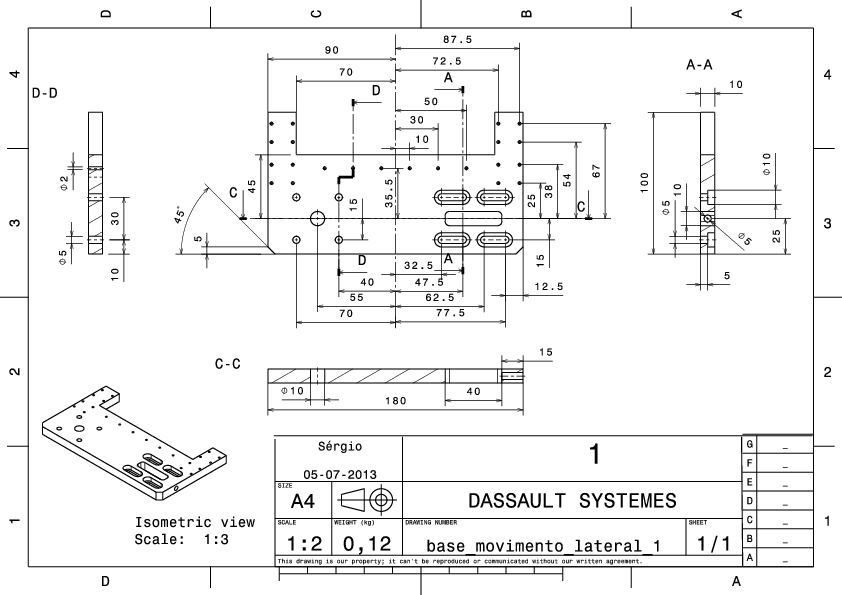 D C B A
87.5
90 72.5
70 A A-A
D 50 10
4 D-D 30 4
10
Φ2 45 35.5 67 54 38 25 100 10 Φ10 Φ5
C 15 C
3 30 45° 5 Φ5 25 3
Φ5 10 D A 15 5
32.5
40 47.5
55 62.5 12.5
70 77.5
C-C 15
2 Φ10 40 2
180
Sérgio 1 G _
F _
05-07-2013 E _
SIZE
A4 DASSAULT SYSTEMES D _
Isometric view
Scale: 1:3
SCALE WEIGHT (kg) DRAWING NUMBER SHEET C _
1 1:2 0,12 base_movimento_lateral_1 1/1 B _ 1
This drawing is our property; it can't be reproduced or communicated without our written agreement. A _
D A